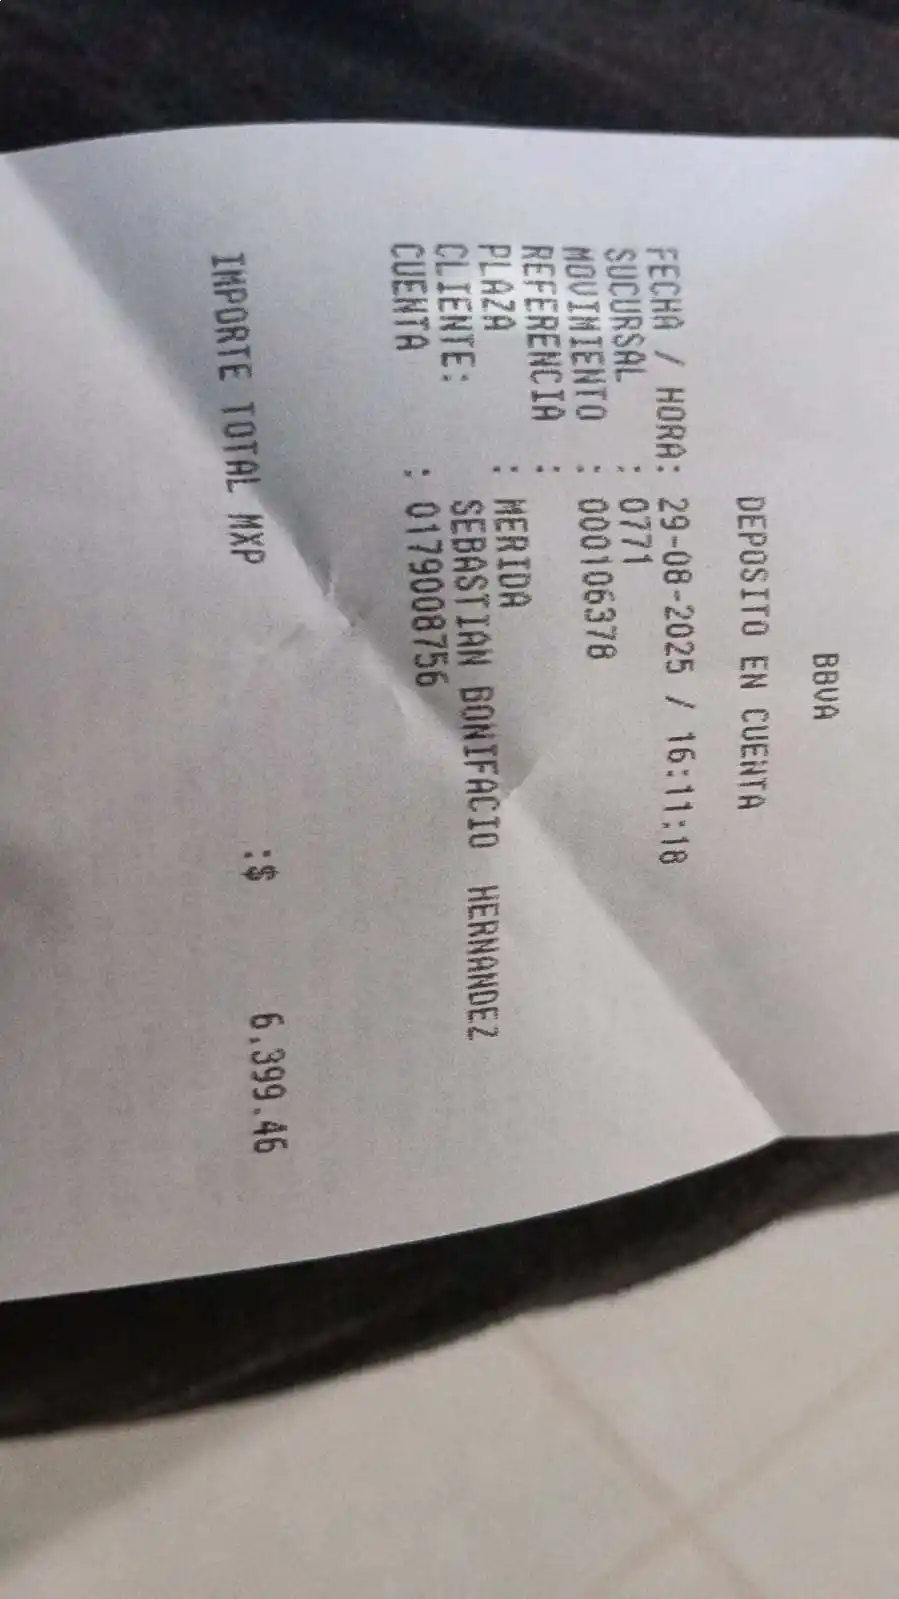 BBVA
DEPOSITO EN CUENTA
FECHA / HORA: 29-08-2025 / 16:11:18
SUCURSAL : 0771
MOVIMIENTO : 000106378
REFERENCIA :
PLAZA : MERIDA
CLIENTE: SEBASTIAN BONIFACIO HERNANDEZ
CUENTA : 0179008756
IMPORTE TOTAL MXP :$ 6,399.46